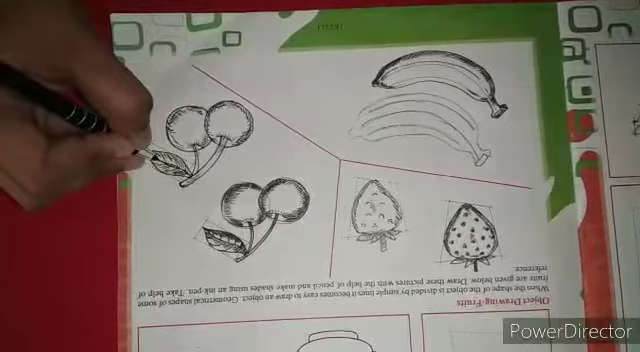 Object Drawing-Fruits
When the shape of the object is divided by simple lines it becomes easy to draw an object. Geometrical shapes of some
fruits are given below. Draw these pictures with the help of pencil and make shades using an ink-pen. Take help of
reference
PowerDirector